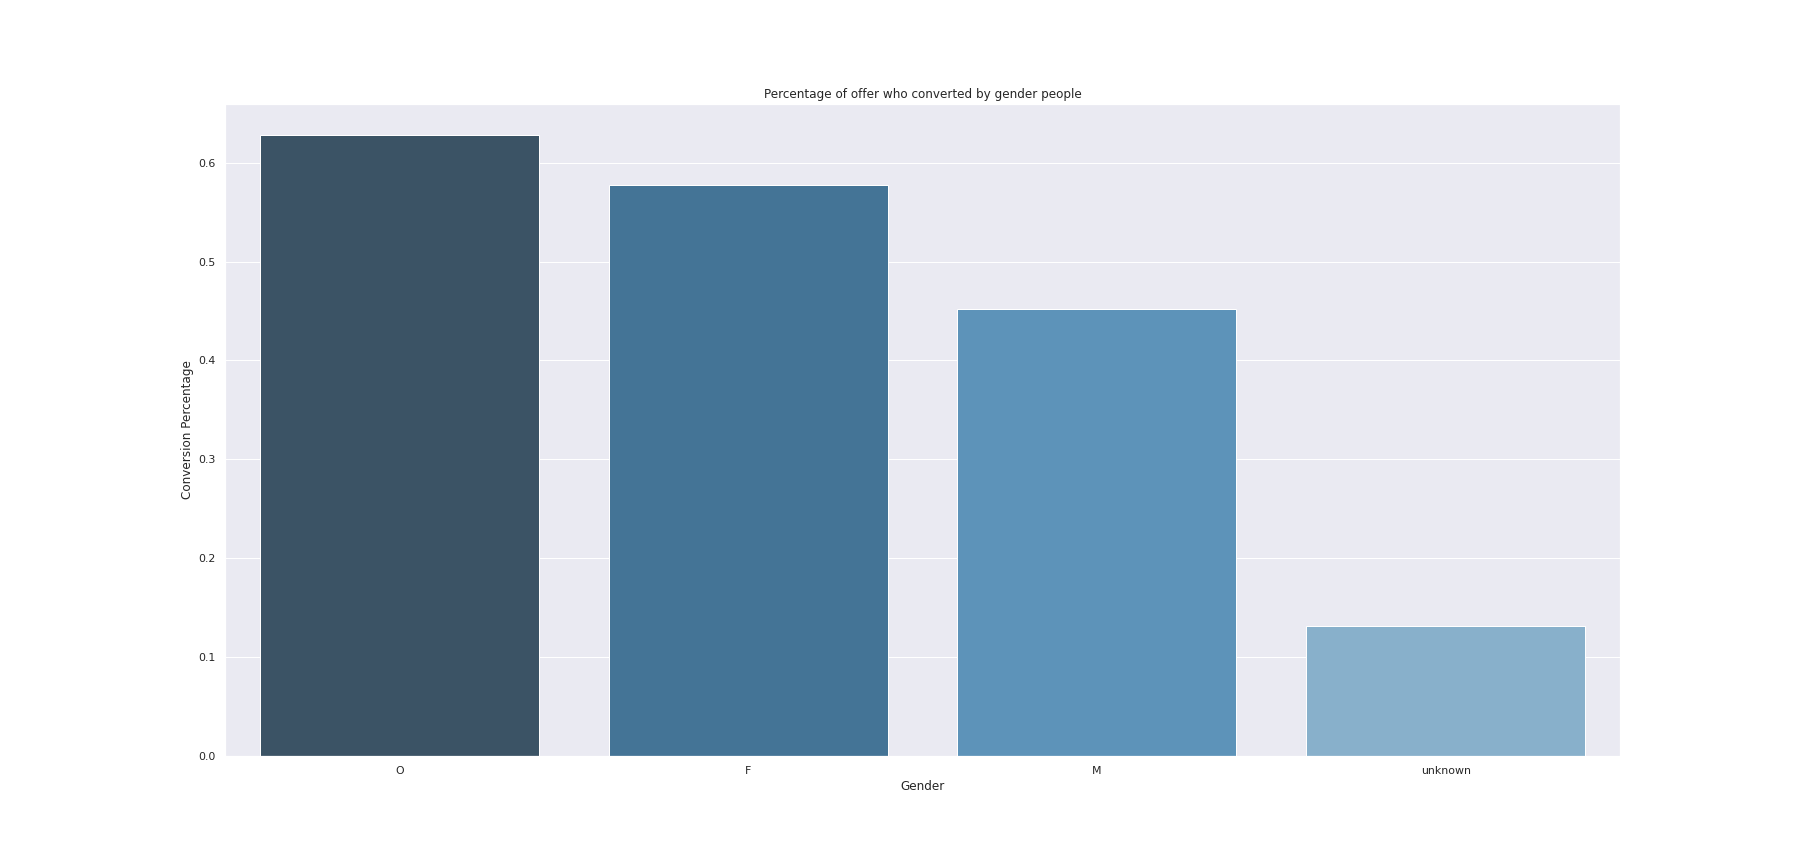 Percentage of offer who converted by gender people
0.6
0.5
0.4
0.3
0.2
0.1
0.0
Conversion Percentage
O F M unknown
Gender